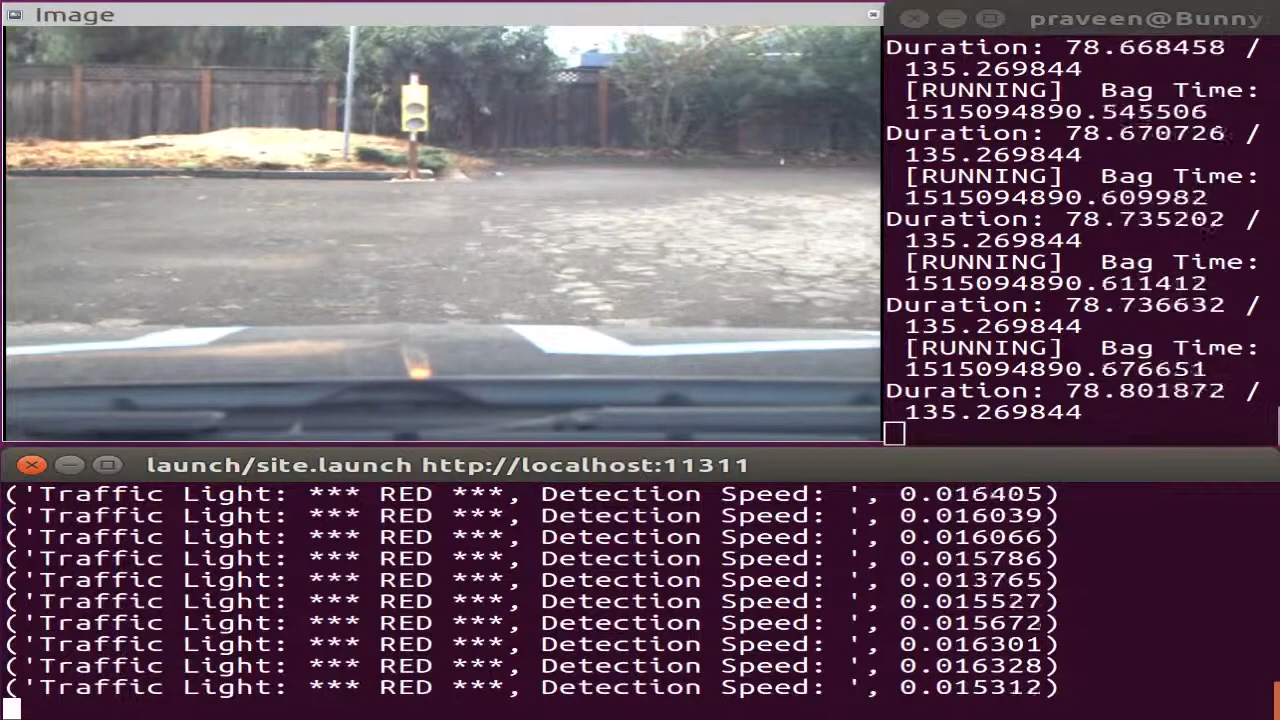 Image
praveen@Bunny
Duration: 78.668458 /
135.269844
[RUNNING] Bag Time:
1515094890.545506
Duration: 78.670726 /
135.269844
[RUNNING] Bag Time:
1515094890.609982
Duration: 78.735202 /
135.269844
[RUNNING] Bag Time:
1515094890.611412
Duration: 78.736632 /
135.269844
[RUNNING] Bag Time:
1515094890.676651
Duration: 78.801872 /
135.269844
launch/site.launch http://localhost:11311
('Traffic Light: *** RED ***, Detection Speed: ', 0.016405)
('Traffic Light: *** RED ***, Detection Speed: ', 0.016039)
('Traffic Light: *** RED ***, Detection Speed: ', 0.016066)
('Traffic Light: *** RED ***, Detection Speed: ', 0.015786)
('Traffic Light: *** RED ***, Detection Speed: ', 0.013765)
('Traffic Light: *** RED ***, Detection Speed: ', 0.015527)
('Traffic Light: *** RED ***, Detection Speed: ', 0.015672)
('Traffic Light: *** RED ***, Detection Speed: ', 0.016301)
('Traffic Light: *** RED ***, Detection Speed: ', 0.016328)
('Traffic Light: *** RED ***, Detection Speed: ', 0.015312)